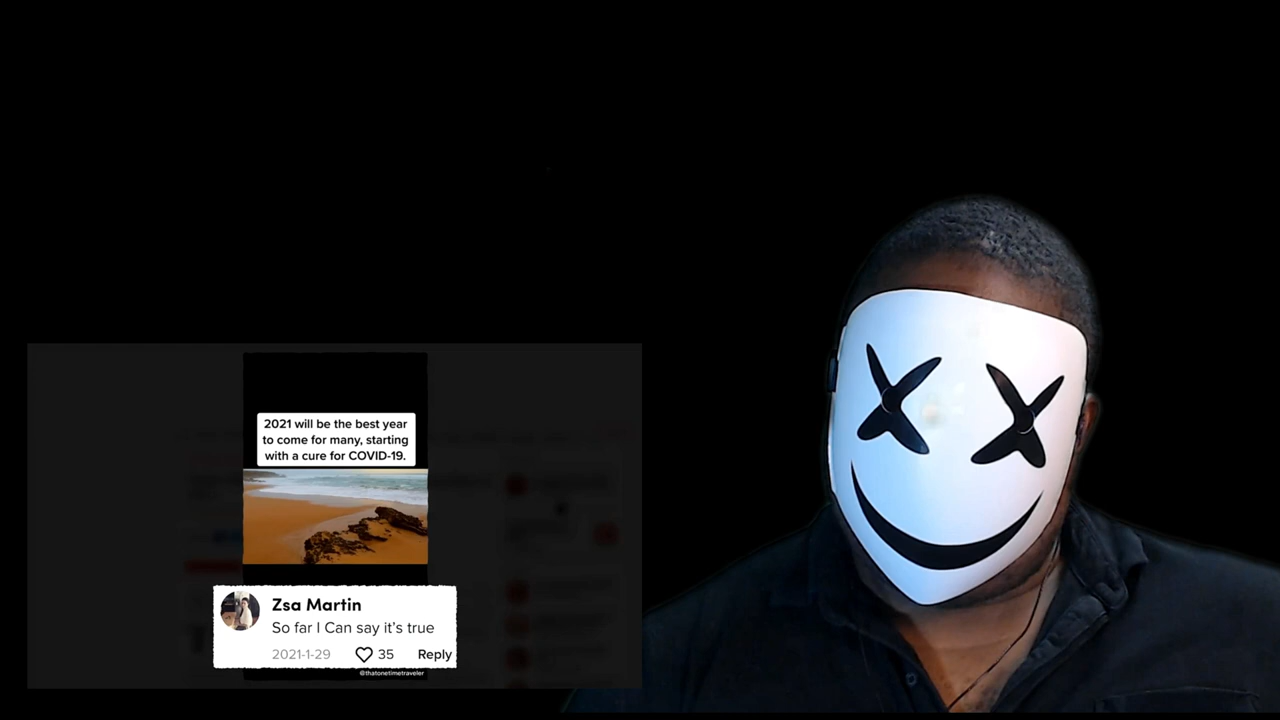 2021 will be the best year
to come for many, starting
with a cure for COVID-19.
Zsa Martin
So far I Can say it's true
2021-1-29 35 Reply
@thatonetimetraveler